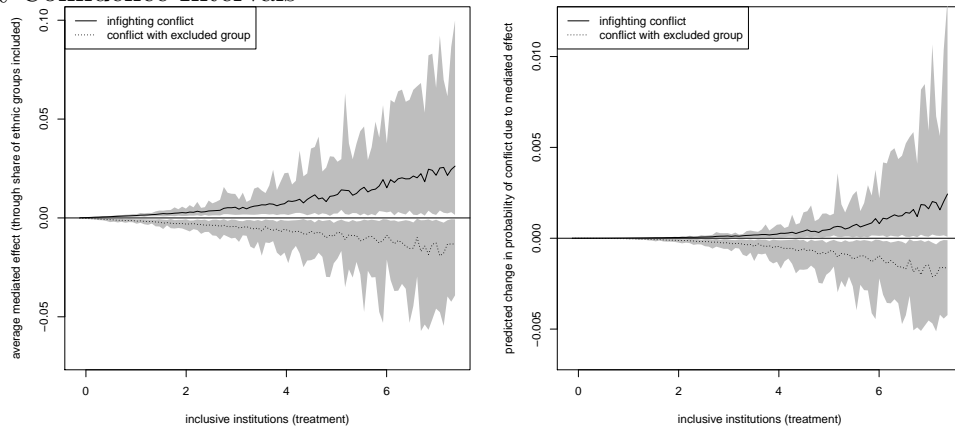 Confidence Intervals
infighting conflict
conflict with excluded group
average mediated effect (through share of ethnic groups included)
0.10
0.05
0.00
−0.05
0 2 4 6
inclusive institutions (treatment)
infighting conflict
conflict with excluded group
predicted change in probability of conflict due to mediated effect
0.010
0.005
0.000
−0.005
0 2 4 6
inclusive institutions (treatment)